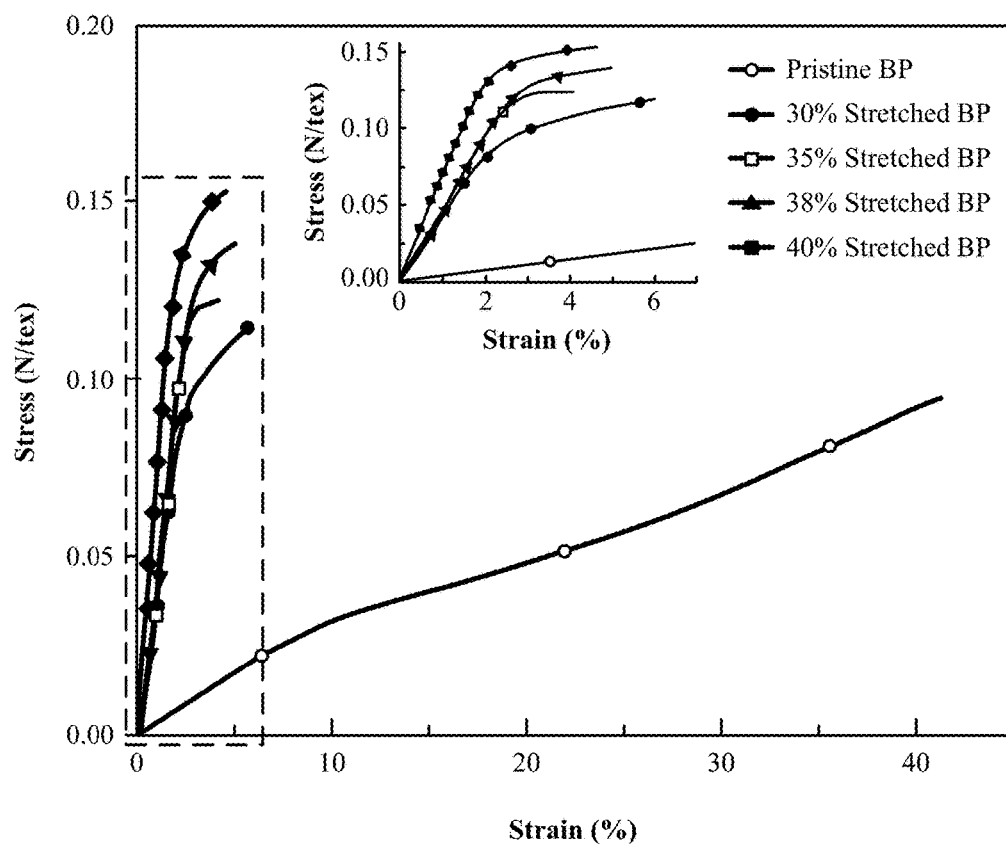 0.20
0.15
0.10
0.05
0.00
Stress (N/tex)
0 10 20 30 40
Strain (%)
0.15
0.10
0.05
0.00
Stress (N/tex)
0 2 4 6
Strain (%)
Pristine BP
30% Stretched BP
35% Stretched BP
38% Stretched BP
40% Stretched BP